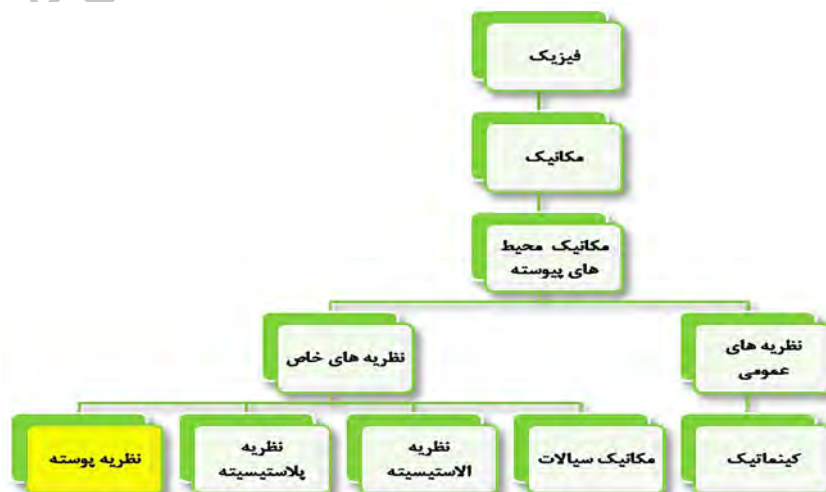 فیزیک
مکانیک
مکانیک محیط
های پیوسته
نظریه های
عمومی
نظریه های خاص
کینماتیک
مکانیک سیالات
نظریه
الاستیسیته
نظریه
پلاستیسیته
نظریه پوسته